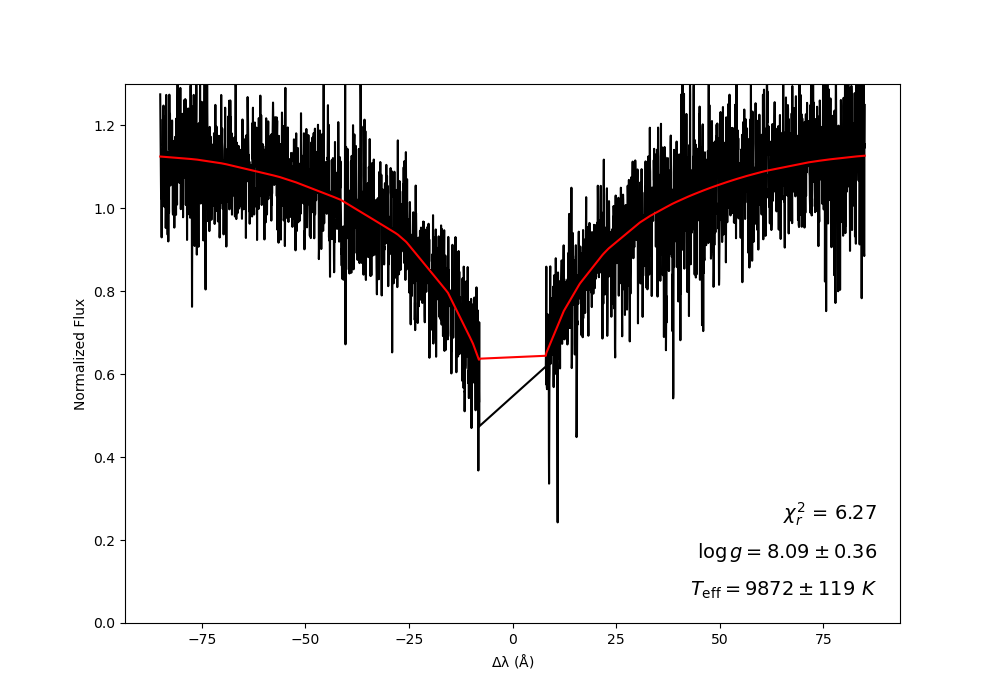 1.2
1.0
0.8
0.6
0.4
0.2
0.0
Normalized Flux
−75 −50 −25 0 25 50 75
Δλ (Å)
χ²ᵣ = 6.27
log g = 8.09 ± 0.36
T_eff = 9872 ± 119 K